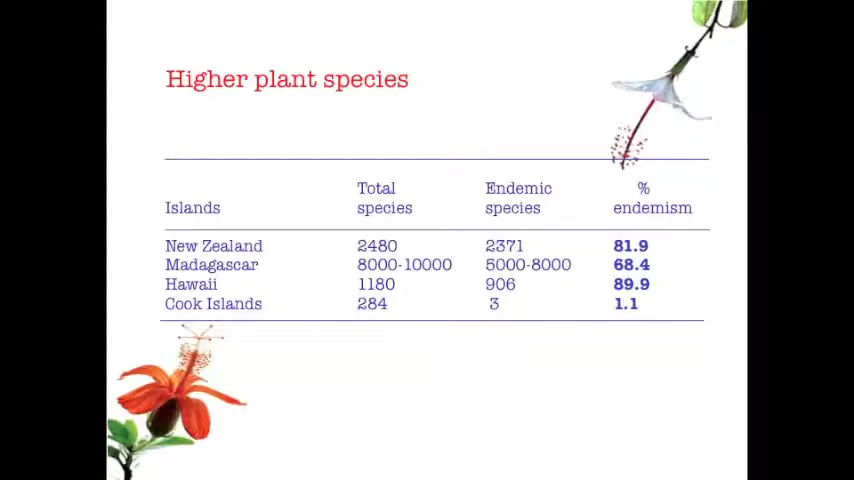 Higher plant species
Total Endemic %
Islands species species endemism
New Zealand 2480 2371 81.9
Madagascar 8000-10000 5000-8000 68.4
Hawaii 1180 906 89.9
Cook Islands 284 3 1.1